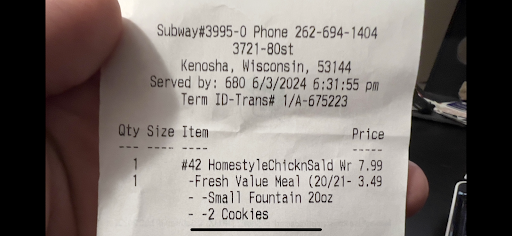 Subway#3995-0 Phone 262-694-1404
3721-80st
Kenosha, Wisconsin, 53144
Served by: 680 6/3/2024 6:31:55 pm
Term ID-Trans# 1/A-675223
Qty Size Item Price
--- ---- ---- -----
1 #42 HomestyleChicknSald Wr 7.99
1 -Fresh Value Meal (20/21- 3.49
- -Small Fountain 20oz
- -2 Cookies